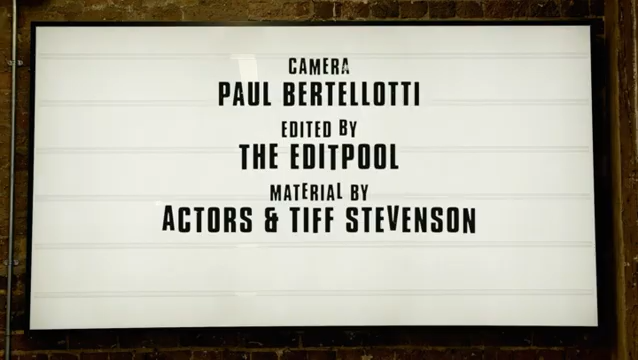 CAMERA
PAUL BERTELLOTTI
EDITED BY
THE EDITPOOL
MATERIAL BY
ACTORS & TIFF STEVENSON